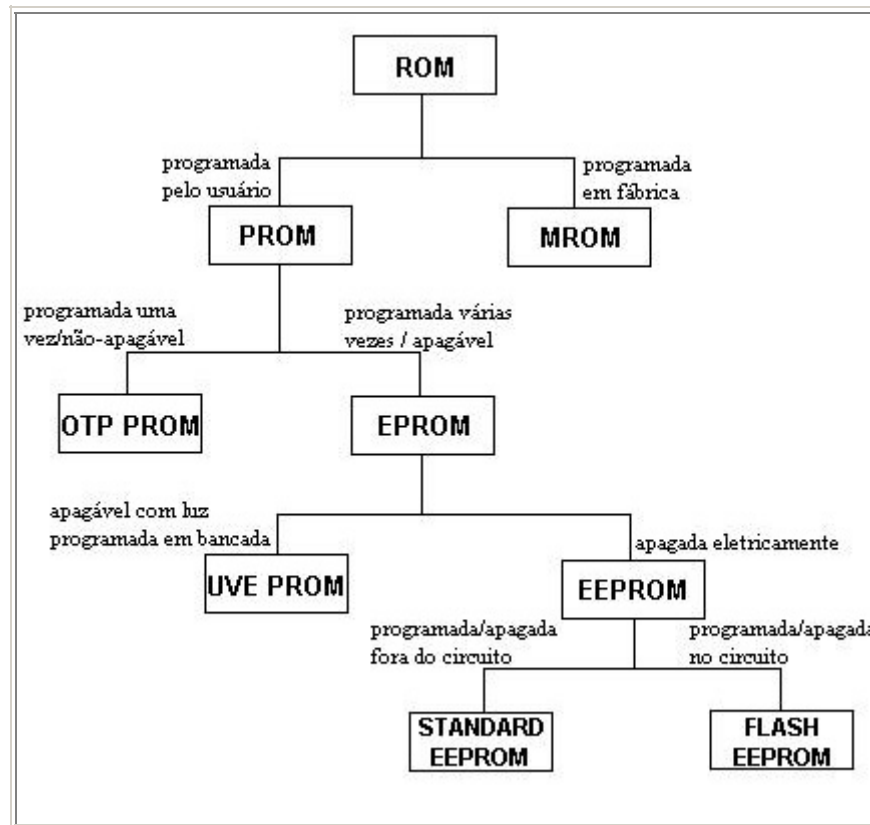 ROM
programada
pelo usuário
programada
em fábrica
PROM
MROM
programada uma
vez/não-apagável
programada várias
vezes / apagável
OTP PROM
EPROM
apagável com luz
programada em bancada
apagada eletricamente
UVE PROM
EEPROM
programada/apagada
fora do circuito
programada/apagada
no circuito
STANDARD
EEPROM
FLASH
EEPROM